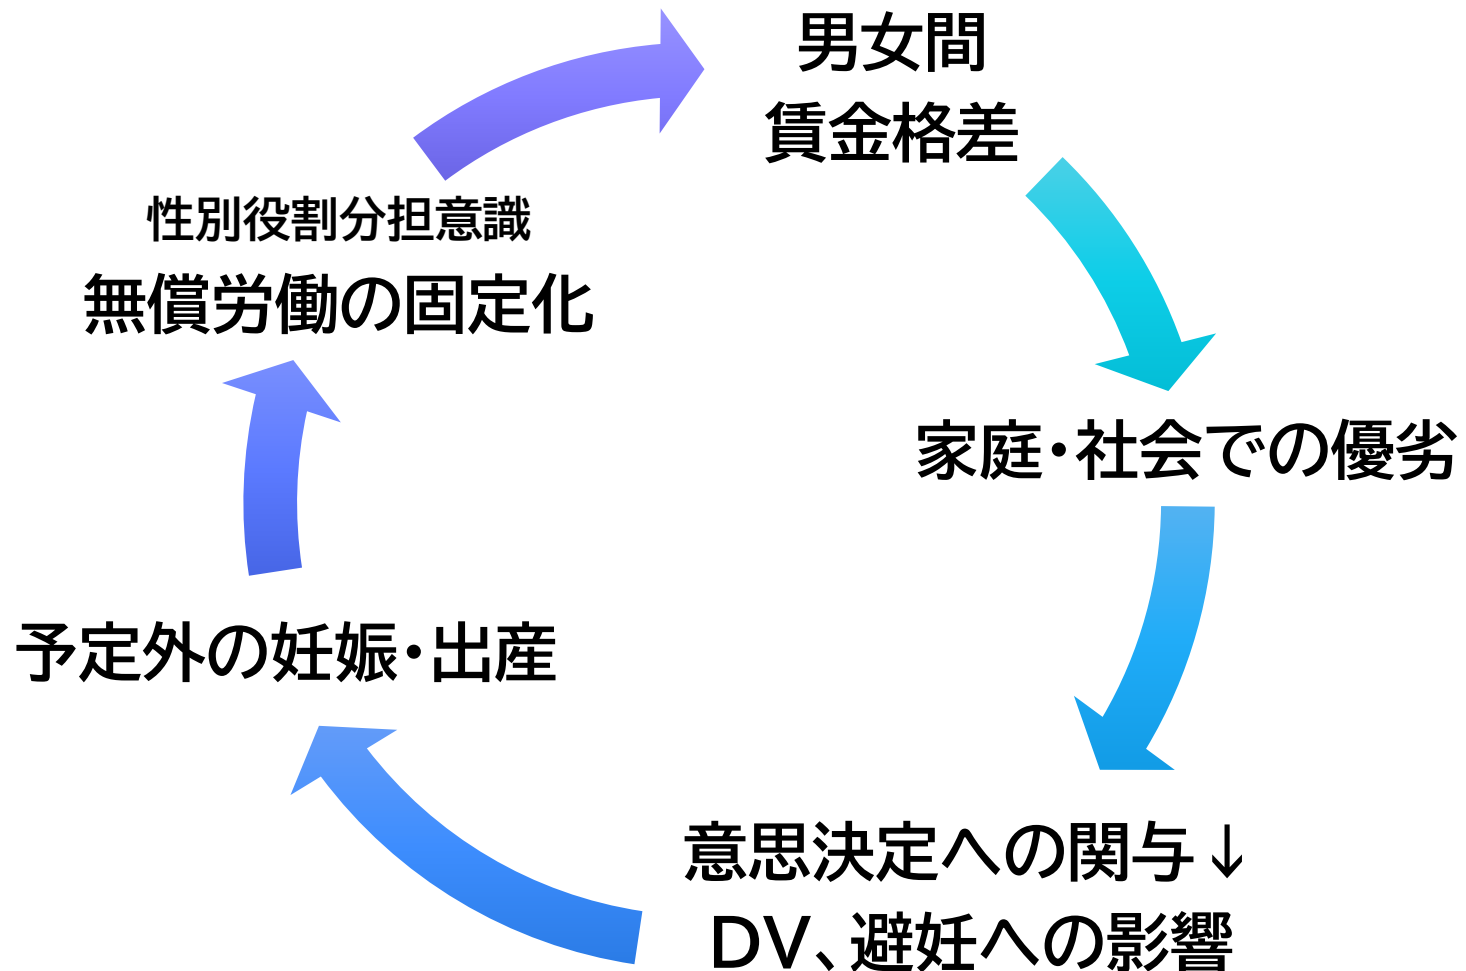 男女間
賃金格差
家庭・社会での優劣
意思決定への関与↓
DV、避妊への影響
予定外の妊娠・出産
性別役割分担意識
無償労働の固定化